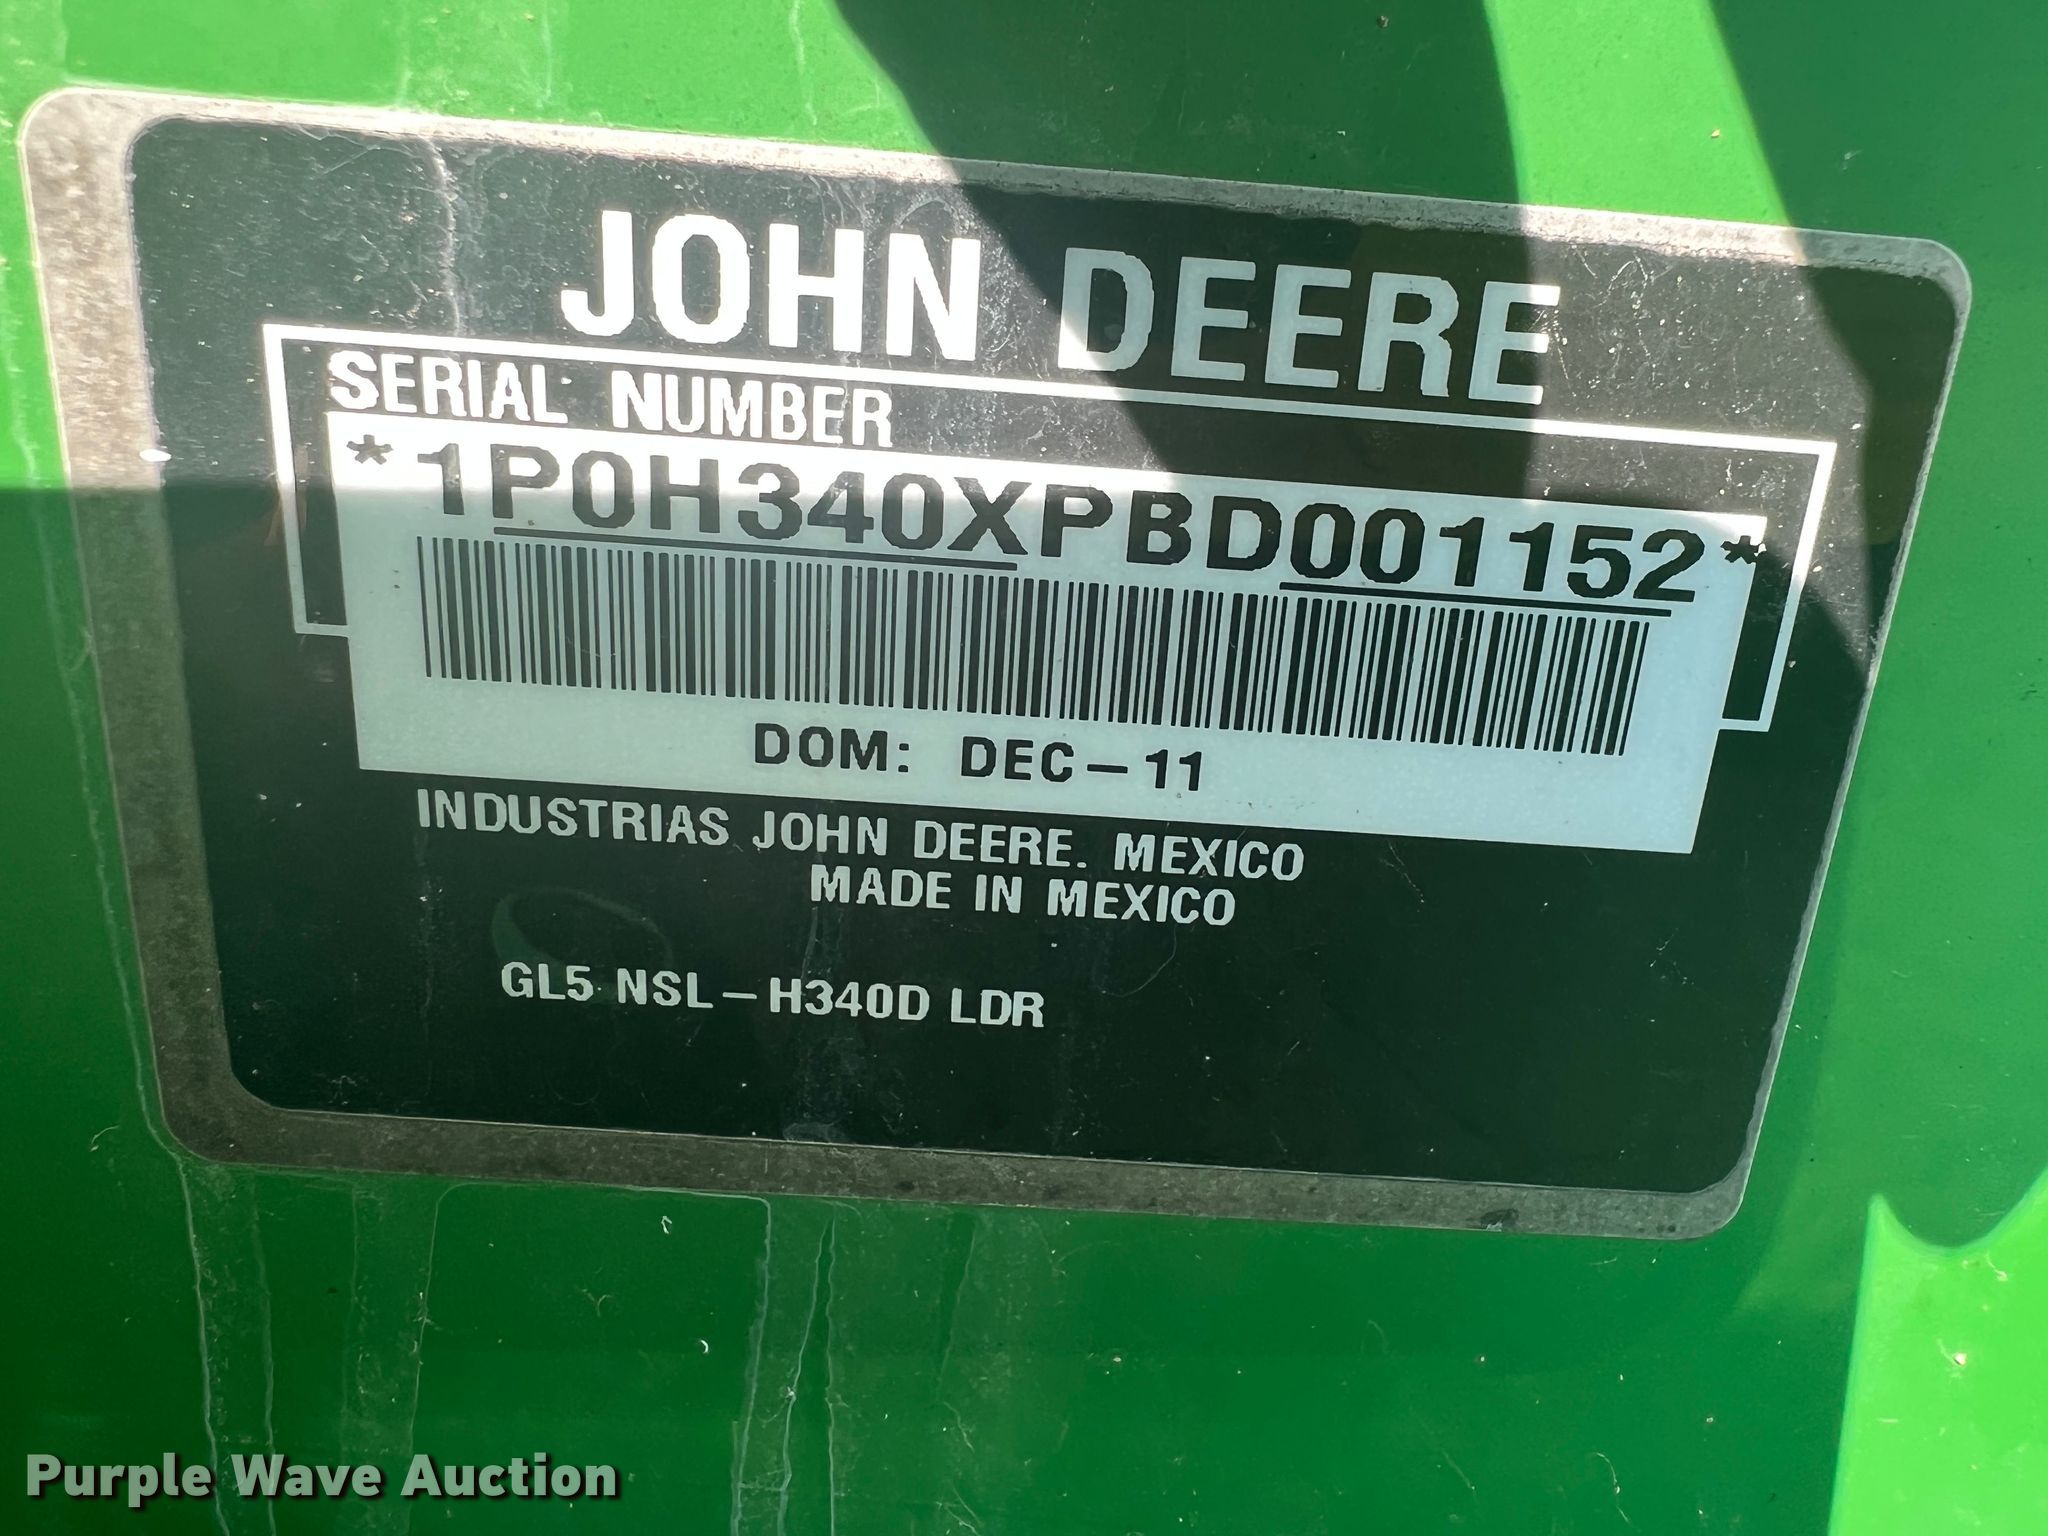 JOHN DEERE
SERIAL NUMBER
*1P0H340XPBD001152*
DOM: DEC-11
INDUSTRIAS JOHN DEERE. MEXICO
MADE IN MEXICO
GL5 NSL-H340D LDR
Purple Wave Auction